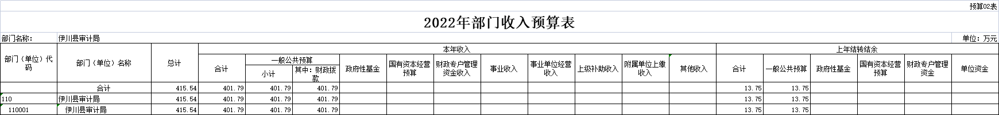 预算02表
2022年部门收入预算表
部门名称： 伊川县审计局 单位：万元
部门（单位）代码 部门（单位）名称 总计 本年收入 上年结转结余
合计 一般公共预算 政府性基金 国有资本经营预算 财政专户管理资金收入 事业收入 事业单位经营收入 上级补助收入 附属单位上缴收入 其他收入 合计 一般公共预算 政府性基金 国有资本经营预算 财政专户管理资金 单位资金
小计 其中：财政拨款
合计 415.54 401.79 401.79 401.79 13.75 13.75
110 伊川县审计局 415.54 401.79 401.79 401.79 13.75 13.75
110001 伊川县审计局 415.54 401.79 401.79 401.79 13.75 13.75